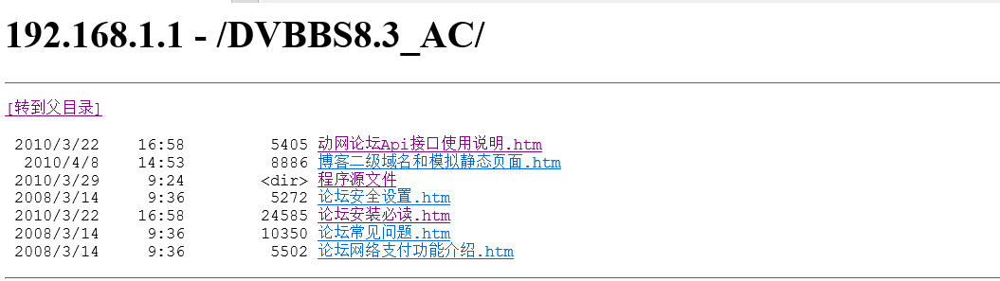 192.168.1.1 - /DVBBS8.3_AC/
[转到父目录]
2010/3/22 16:58 5405 动网论坛Api接口使用说明.htm
2010/4/8 14:53 8886 博客二级域名和模拟静态页面.htm
2010/3/29 9:24 <dir> 程序源文件
2008/3/14 9:36 5272 论坛安全设置.htm
2010/3/22 16:58 24585 论坛安装必读.htm
2008/3/14 9:36 10350 论坛常见问题.htm
2008/3/14 9:36 5502 论坛网络支付功能介绍.htm